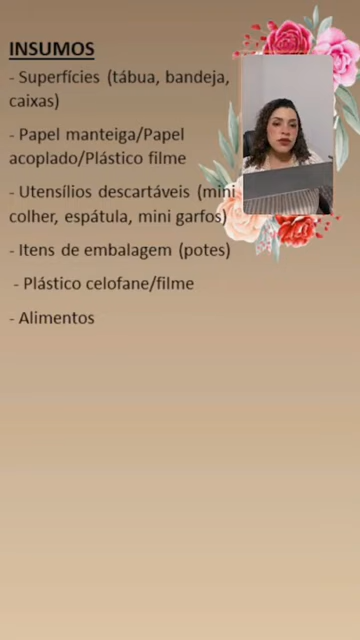 INSUMOS
- Superfícies (tábua, bandeja,
caixas)
- Papel manteiga/Papel
acoplado/Plástico filme
- Utensílios descartáveis (mini
colher, espátula, mini garfos)
- Itens de embalagem (potes)
- Plástico celofane/filme
- Alimentos